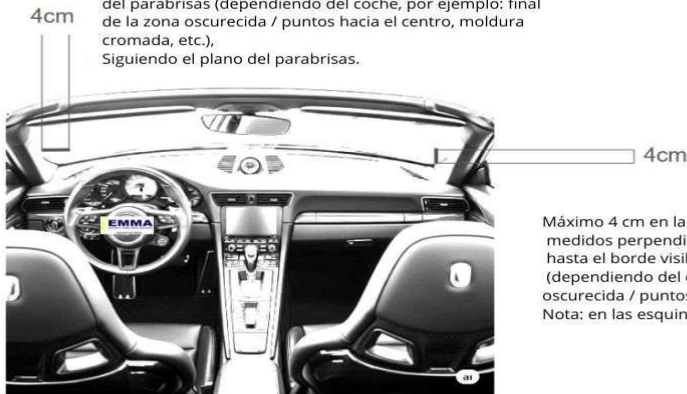 del parabrisas (dependiendo del coche, por ejemplo: final
de la zona oscurecida / puntos hacia el centro, moldura
cromada, etc.),
Siguiendo el plano del parabrisas.
4cm
4cm
EMMA
Máximo 4 cm en la
medidos perpendi
hasta el borde visi
(dependiendo del
oscurecida / puntos
Nota: en las esquin